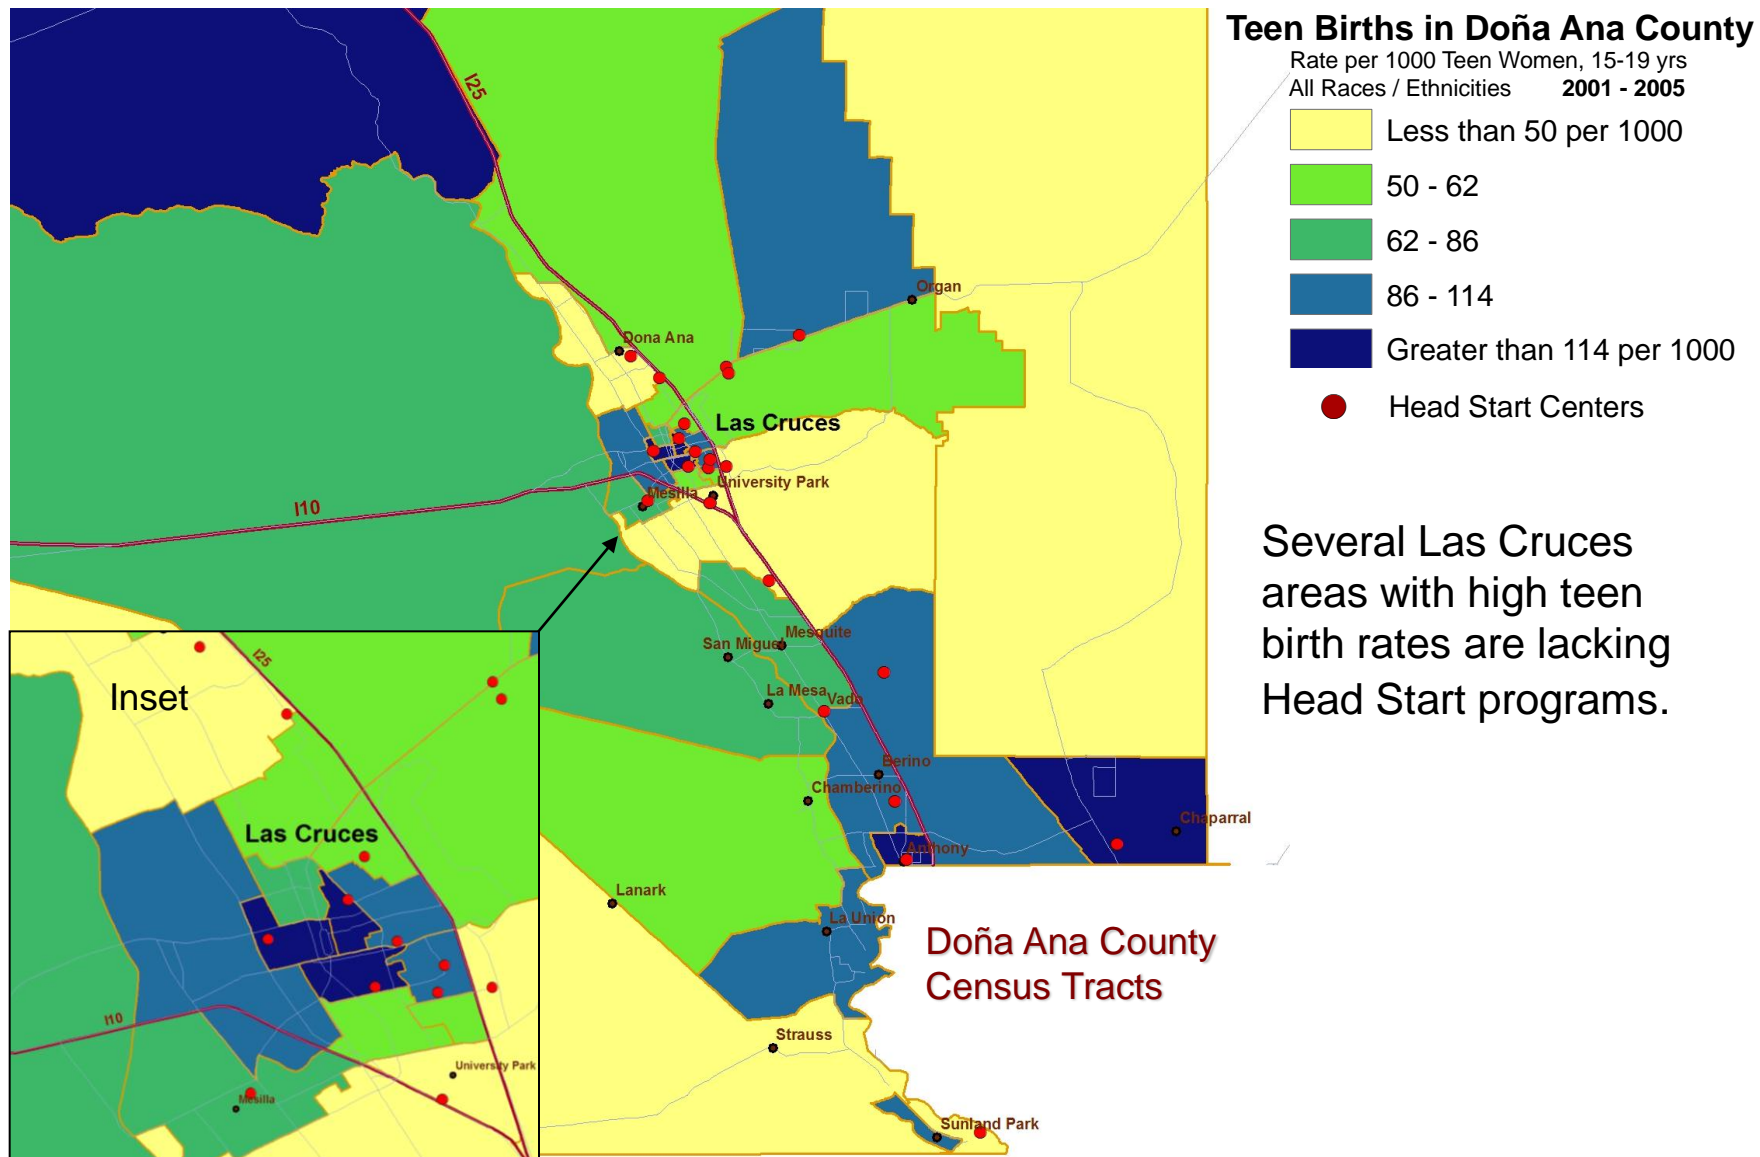 Teen Births in Doña Ana County
Rate per 1000 Teen Women, 15-19 yrs
All Races / Ethnicities 2001 - 2005
Less than 50 per 1000
50 - 62
62 - 86
86 - 114
Greater than 114 per 1000
Head Start Centers
Several Las Cruces
areas with high teen
birth rates are lacking
Head Start programs.
I25
Organ
Dona Ana
Las Cruces
University Park
Mesilla
I10
Mesquite
San Miguel
La Mesa
Vado
Berino
Chamberino
Chaparral
Anthony
Lanark
La Union
Doña Ana County
Census Tracts
Strauss
Sunland Park
Inset
I25
Las Cruces
I10
University Park
Mesilla